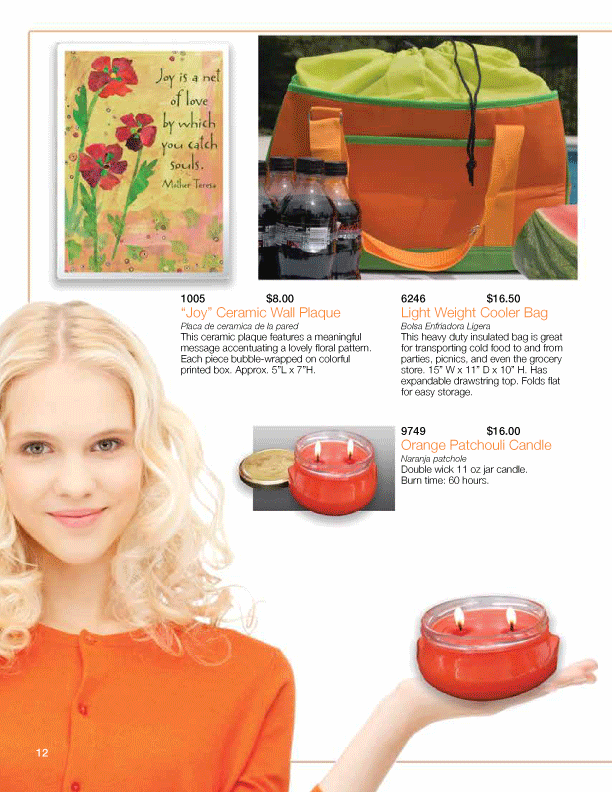 Joy is a net
of love
by which
you catch
souls.
Mother Teresa
1005 $8.00
“Joy” Ceramic Wall Plaque
Placa de ceramica de la pared
This ceramic plaque features a meaningful
message accentuating a lovely floral pattern.
Each piece bubble-wrapped on colorful
printed box. Approx. 5”L x 7”H.
6246 $16.50
Light Weight Cooler Bag
Bolsa Enfriadora Ligera
This heavy duty insulated bag is great
for transporting cold food to and from
parties, picnics, and even the grocery
store. 15” W x 11” D x 10” H. Has
expandable drawstring top. Folds flat
for easy storage.
9749 $16.00
Orange Patchouli Candle
Naranja patchole
Double wick 11 oz jar candle.
Burn time: 60 hours.
12